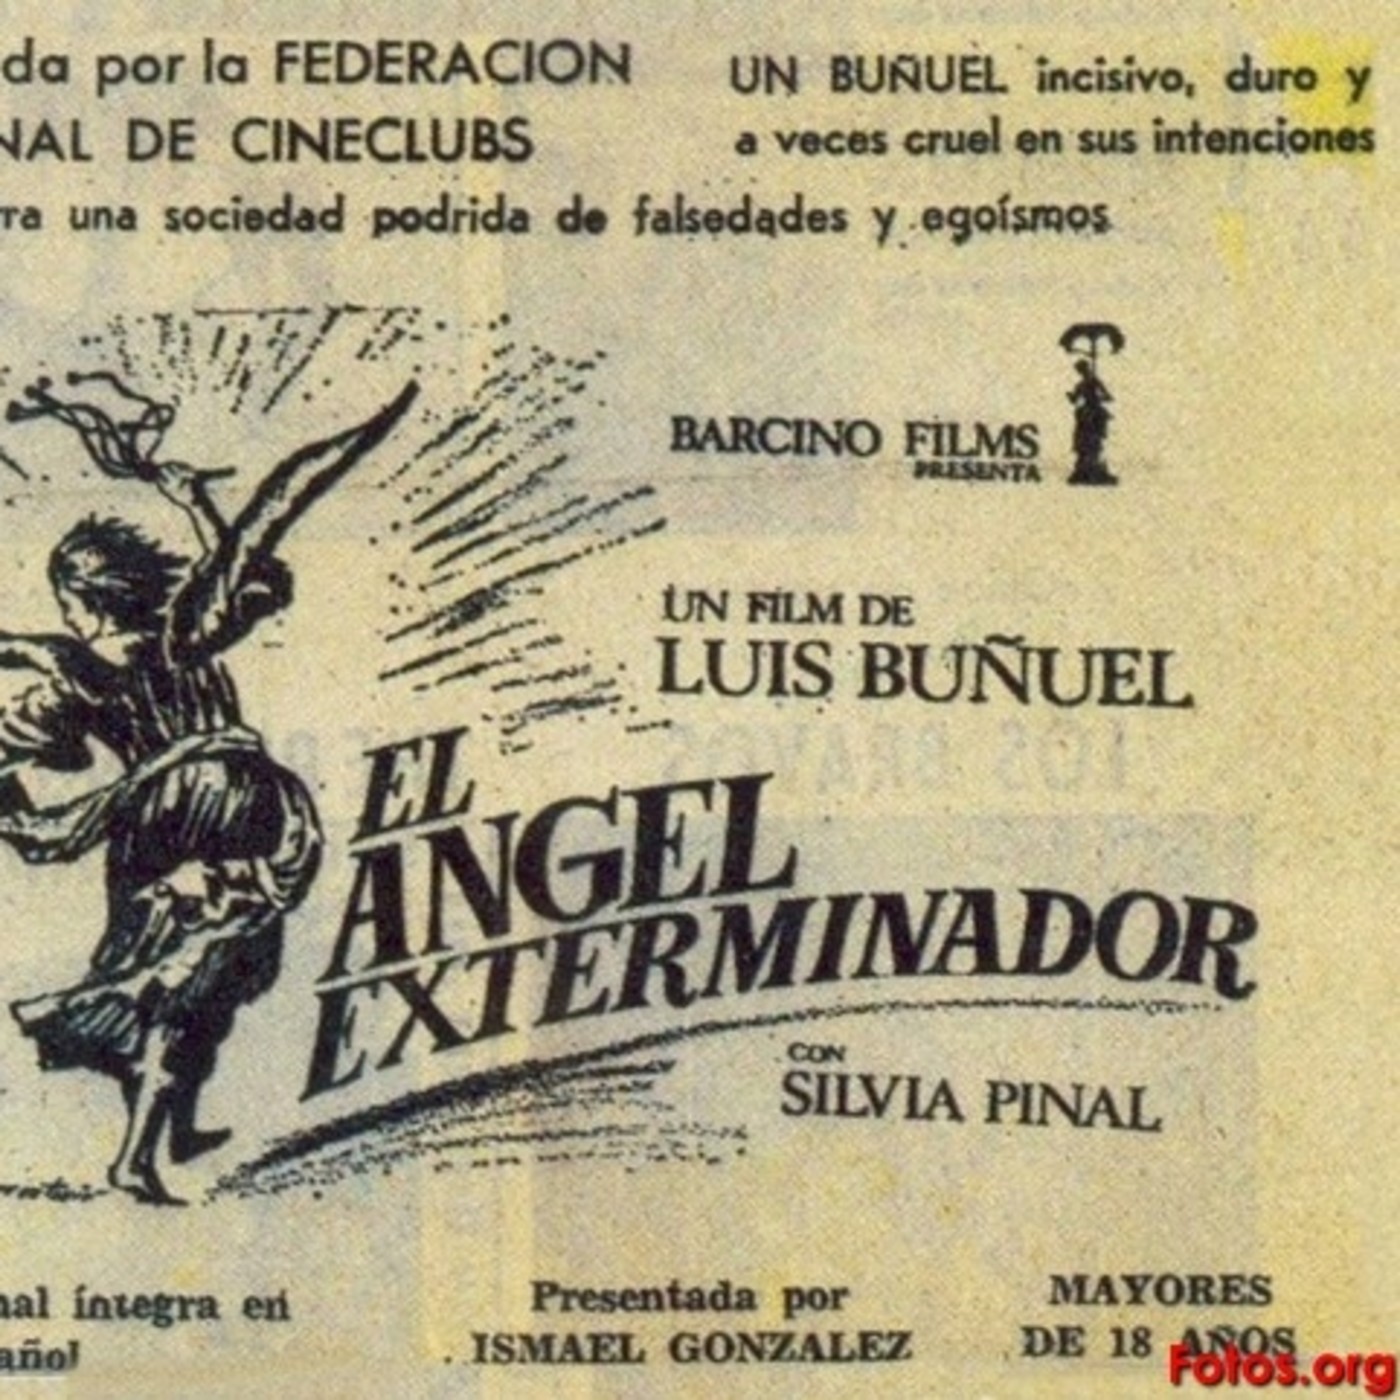 da por la FEDERACION
NAL DE CINECLUBS
UN BUÑUEL incisivo, duro y
a veces cruel en sus intenciones
ra una sociedad podrida de falsedades y egoísmos
BARCINO FILMS
PRESENTA
UN FILM DE
LUIS BUÑUEL
LOS BRAVOS
EL
ANGEL
EXTERMINADOR
CON
SILVIA PINAL
nal íntegra en
añol
Presentada por
ISMAEL GONZALEZ
MAYORES
DE 18 AÑOS
Fotos.org